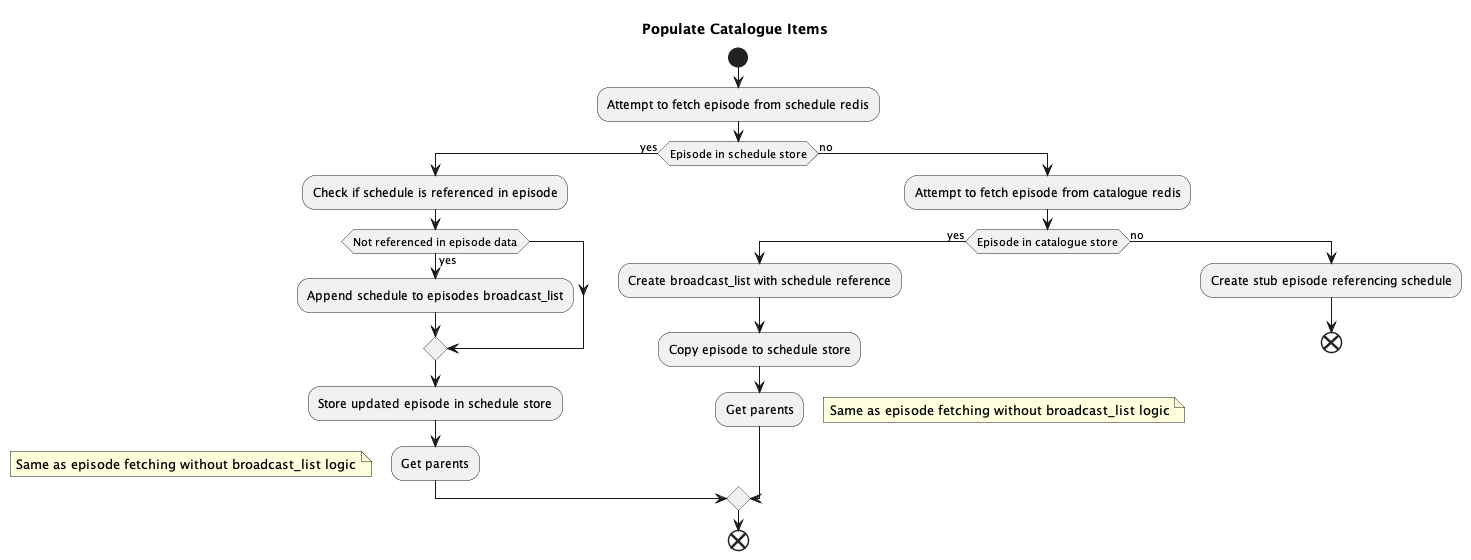 Populate Catalogue Items
Attempt to fetch episode from schedule redis
yes
Episode in schedule store
no
Check if schedule is referenced in episode
Not referenced in episode data
yes
Append schedule to episodes broadcast_list
Store updated episode in schedule store
Same as episode fetching without broadcast_list logic
Get parents
Attempt to fetch episode from catalogue redis
yes
Episode in catalogue store
no
Create broadcast_list with schedule reference
Copy episode to schedule store
Get parents
Same as episode fetching without broadcast_list logic
Create stub episode referencing schedule